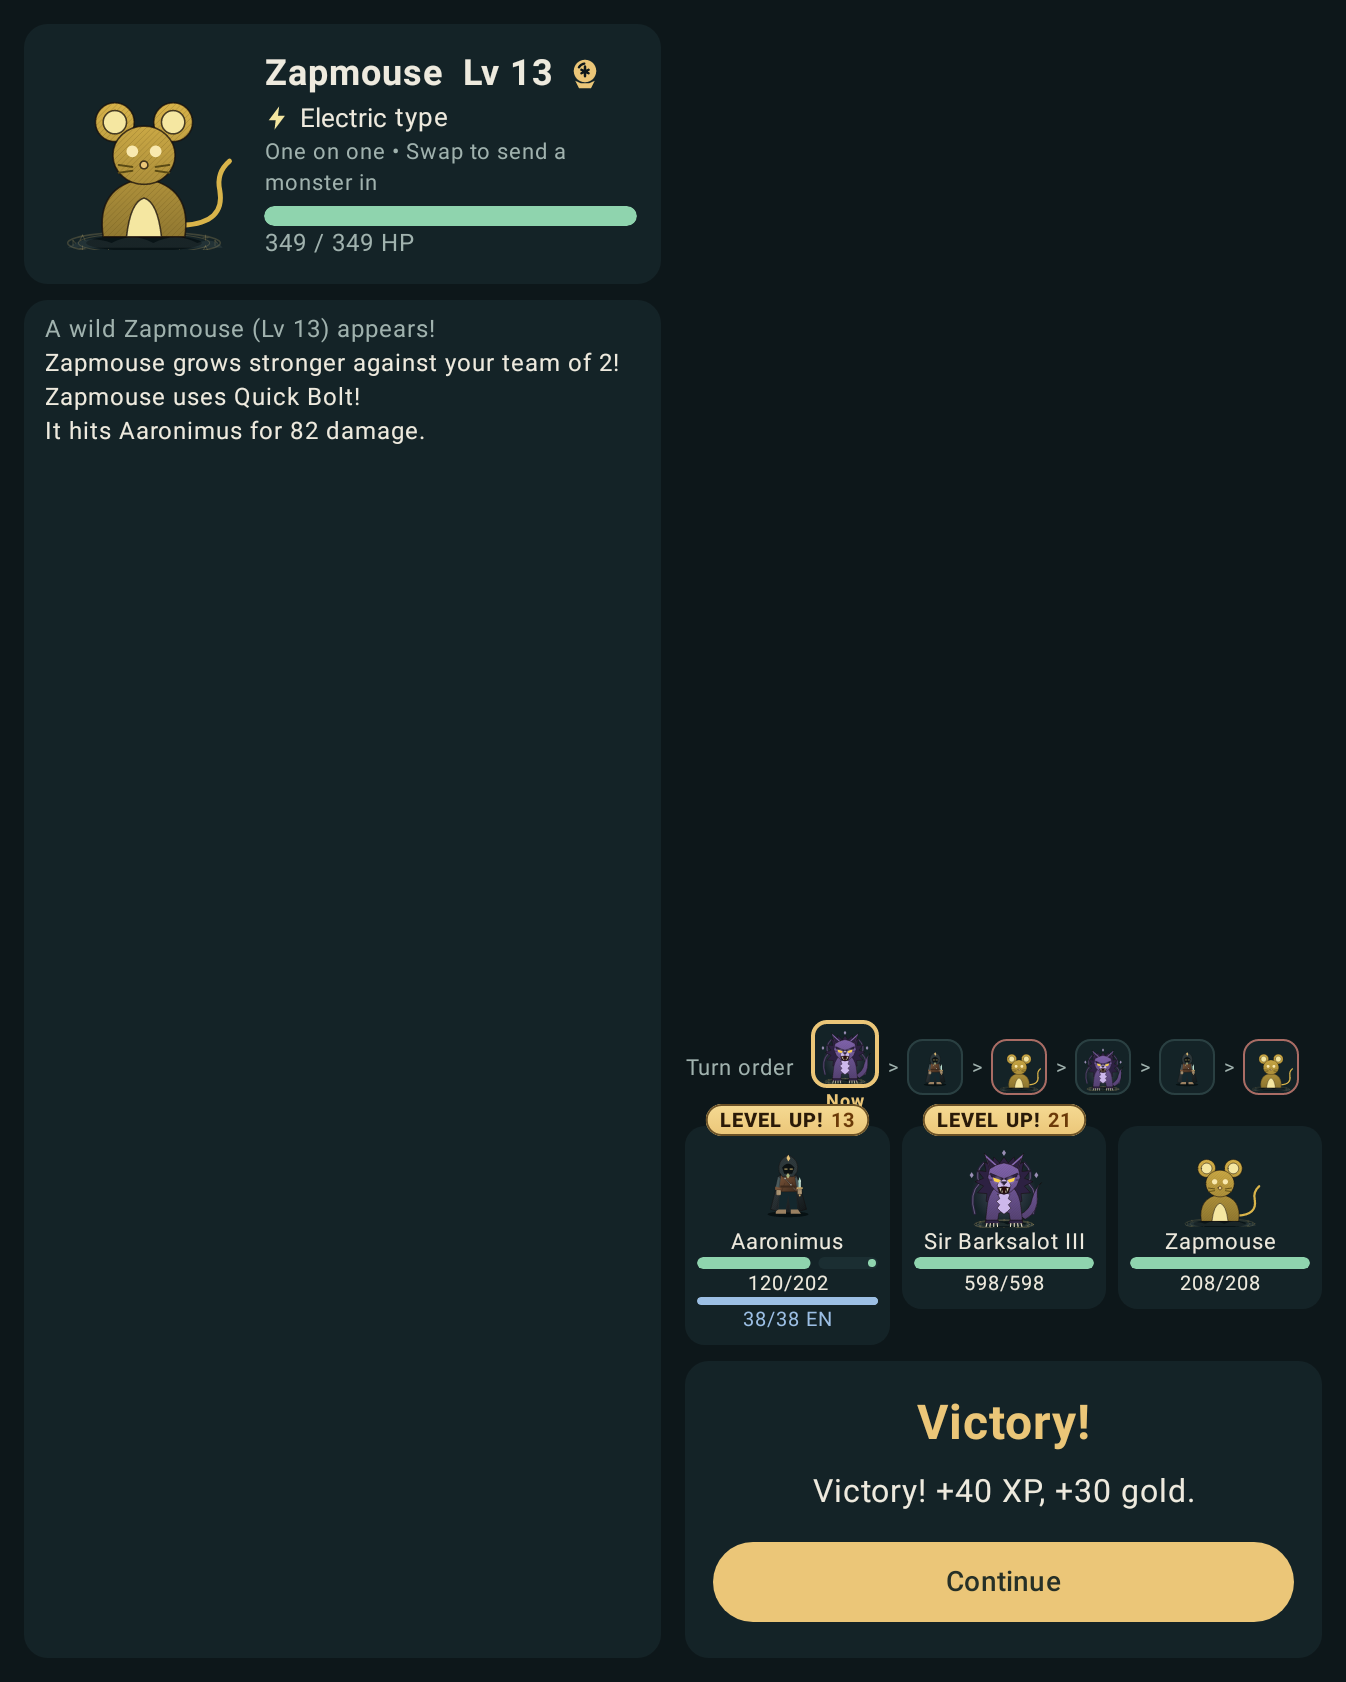 Zapmouse Lv 13
Electric type
One on one • Swap to send a
monster in
349 / 349 HP
A wild Zapmouse (Lv 13) appears!
Zapmouse grows stronger against your team of 2!
Zapmouse uses Quick Bolt!
It hits Aaronimus for 82 damage.
Turn order > > > > >
Now
LEVEL UP! 13
LEVEL UP! 21
Aaronimus
120/202
38/38 EN
Sir Barksalot III
598/598
Zapmouse
208/208
Victory!
Victory! +40 XP, +30 gold.
Continue